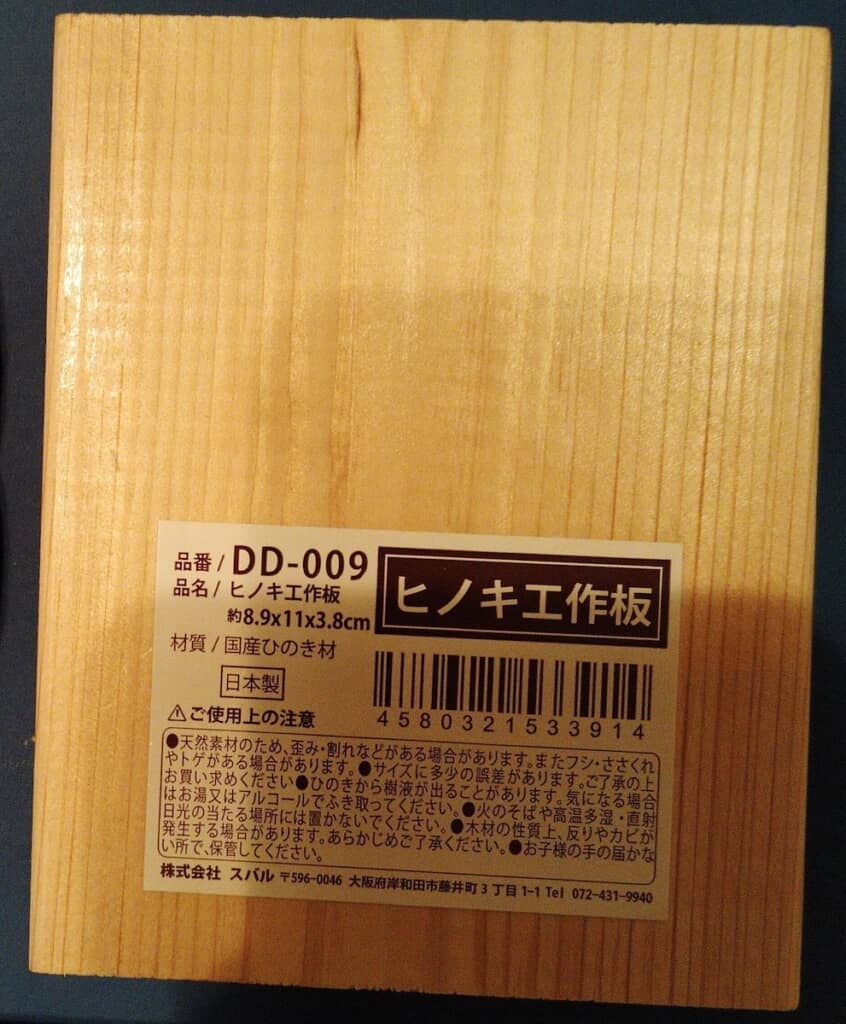 品番 / DD-009
品名 / ヒノキ工作板
約8.9x11x3.8cm
材質 / 国産ひのき材
日本製
ヒノキ工作板
4580321533914
⚠ご使用上の注意
●天然素材のため、歪み・割れなどがある場合があります。またフシ・ささくれ
やトゲがある場合があります。●サイズに多少の誤差があります。ご了承の上
お買い求めください●ひのきから樹液が出ることがあります。気になる場合
はお湯又はアルコールでふき取ってください。●火のそばや高温多湿・直射
日光の当たる場所には置かないでください。●木材の性質上、反りやカビが
発生する場合があります。あらかじめご了承ください。●お子様の手の届かな
い所で、保管してください。
株式会社 スバル 〒596-0046 大阪府岸和田市藤井町3丁目1-1 Tel 072-431-9940